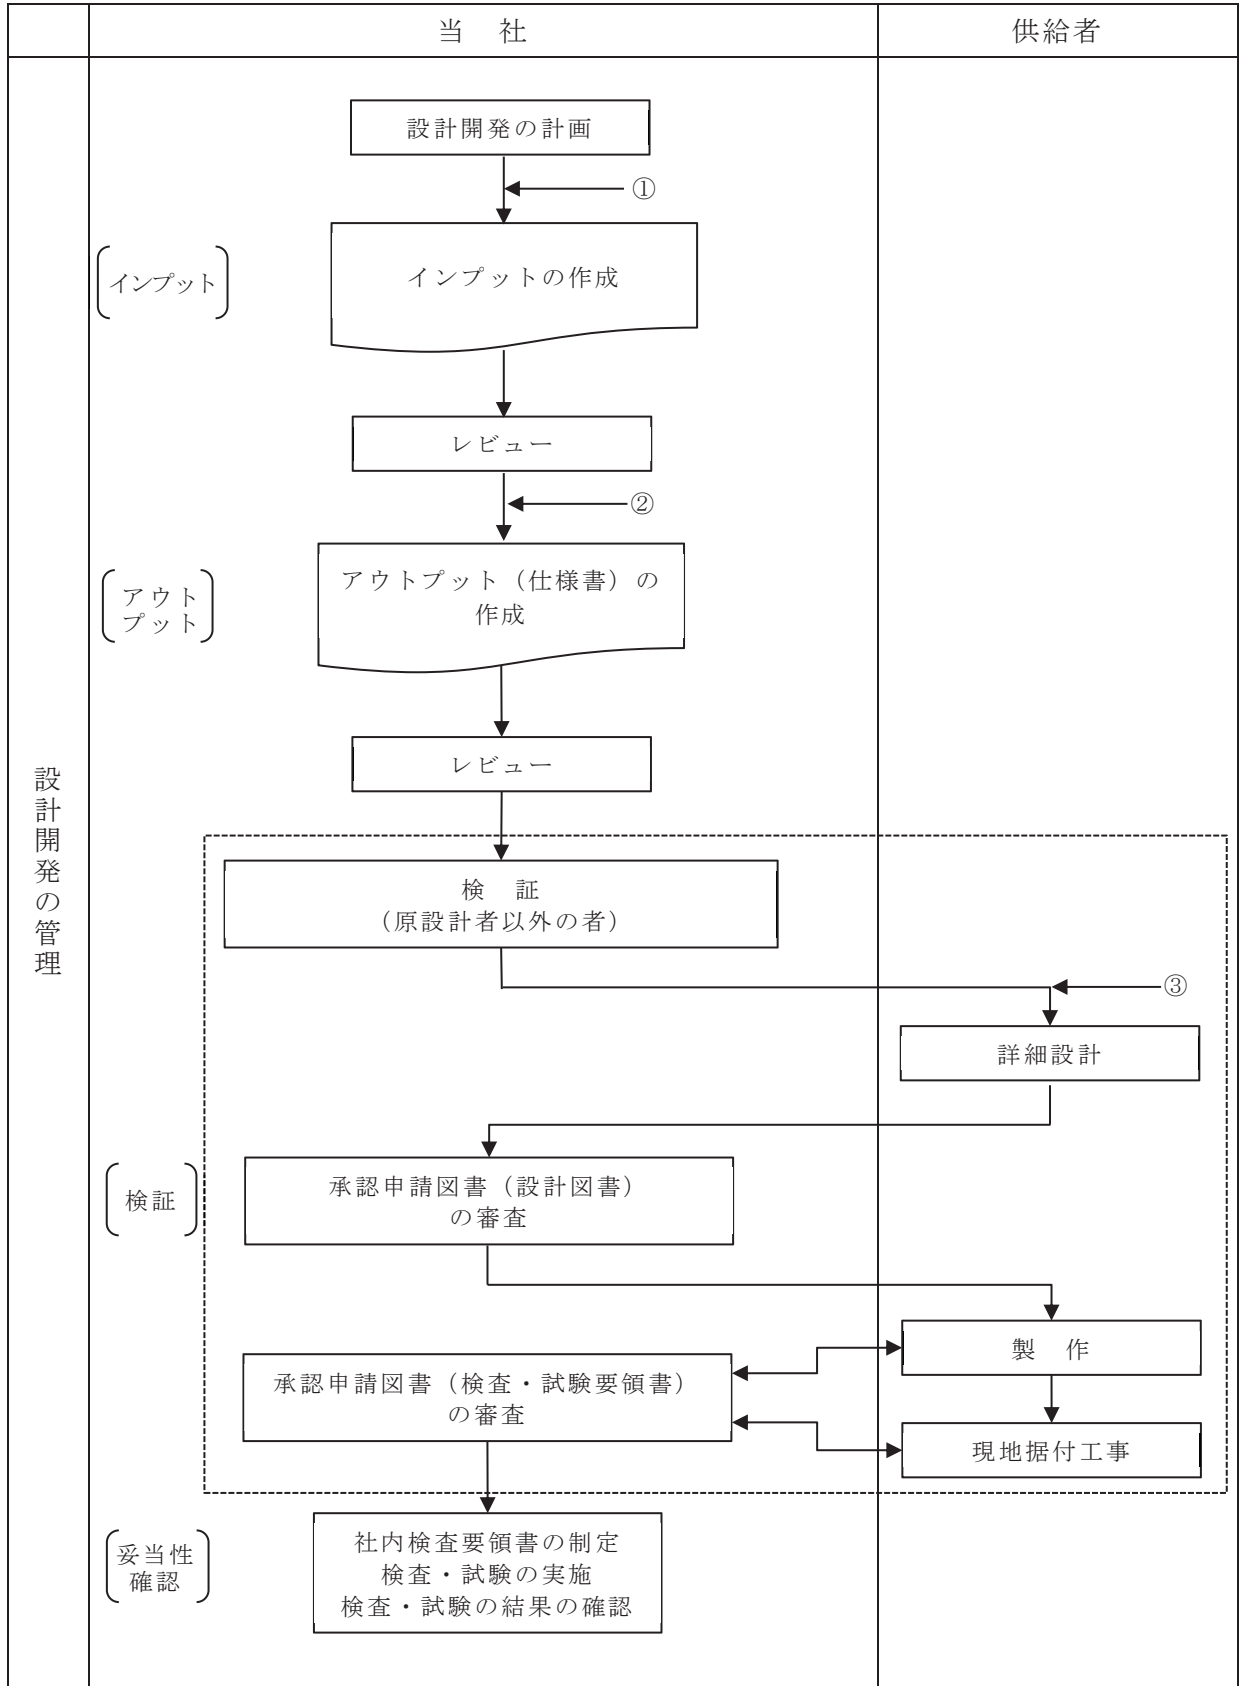 当　社
供給者
設計開発の管理
設計開発の計画
①
インプット
インプットの作成
レビュー
②
アウト
プット
アウトプット（仕様書）の
作成
レビュー
検　証
（原設計者以外の者）
③
詳細設計
検証
承認申請図書（設計図書）
の審査
製　作
承認申請図書（検査・試験要領書）
の審査
現地据付工事
妥当性
確認
社内検査要領書の制定
検査・試験の実施
検査・試験の結果の確認